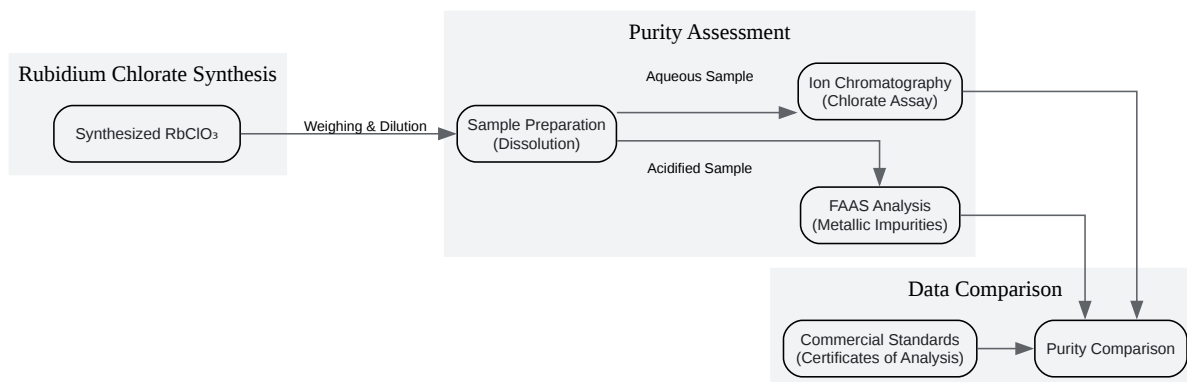 Rubidium Chlorate Synthesis
Synthesized RbClO₃
Weighing & Dilution
Purity Assessment
Sample Preparation
(Dissolution)
Aqueous Sample
Acidified Sample
Ion Chromatography
(Chlorate Assay)
FAAS Analysis
(Metallic Impurities)
Data Comparison
Commercial Standards
(Certificates of Analysis)
Purity Comparison